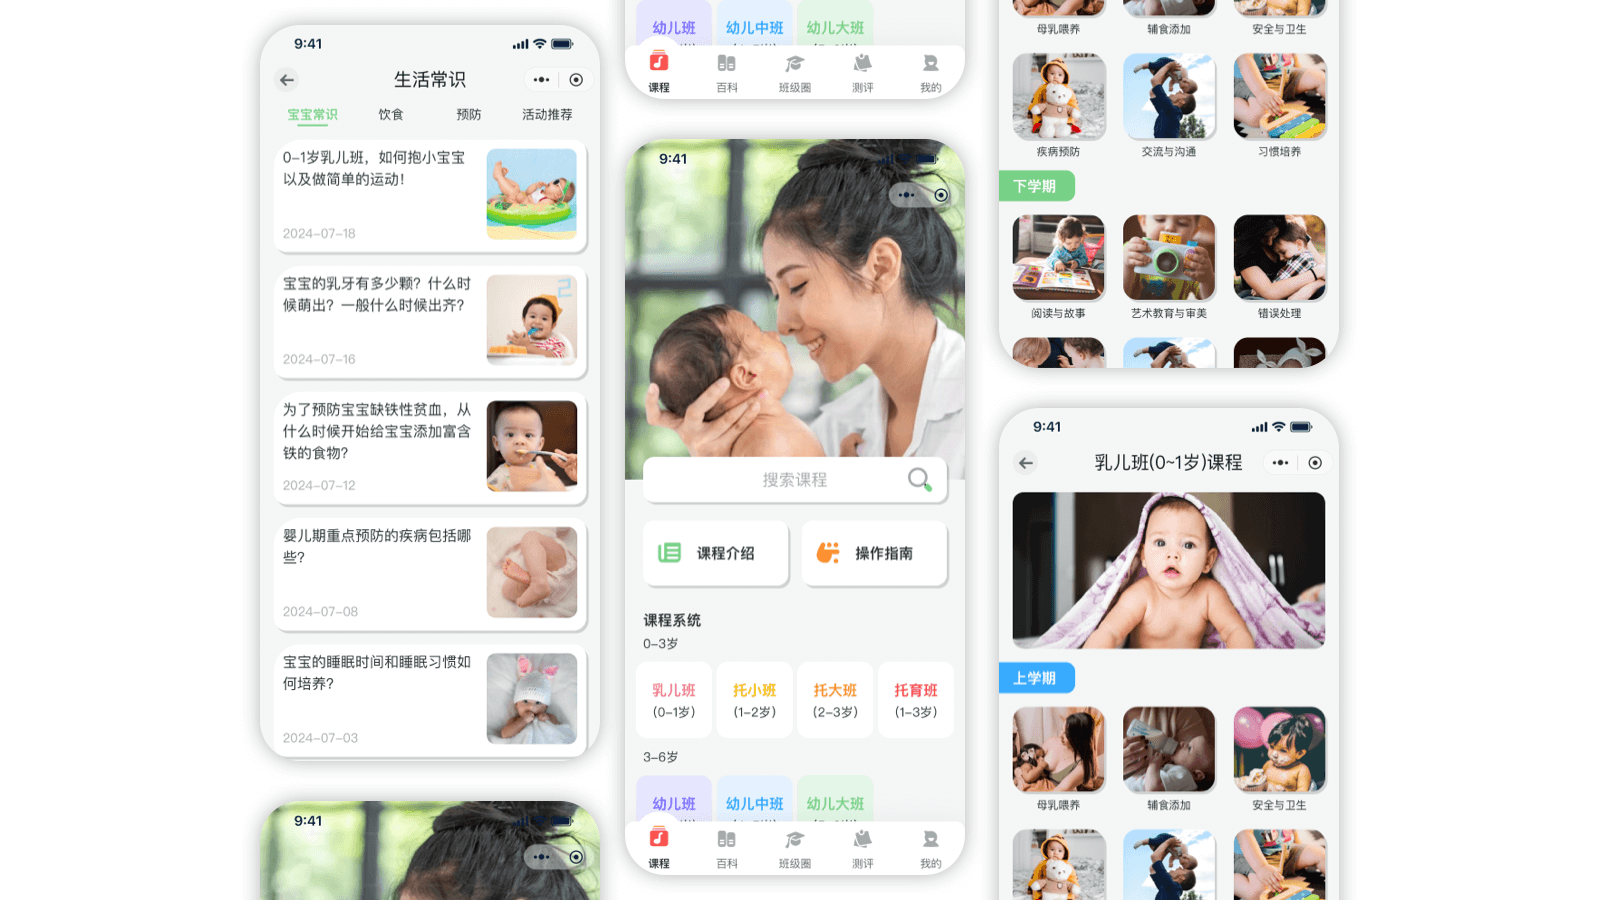 9:41
生活常识
宝宝常识
饮食
预防
活动推荐
0-1岁乳儿班，如何抱小宝宝
以及做简单的运动！
2024-07-18
宝宝的乳牙有多少颗？什么时
候萌出？一般什么时候出齐？
2024-07-16
为了预防宝宝缺铁性贫血，从
什么时候开始给宝宝添加富含
铁的食物？
2024-07-12
婴儿期重点预防的疾病包括哪
些？
2024-07-08
宝宝的睡眠时间和睡眠习惯如
何培养？
2024-07-03
9:41
幼儿班
幼儿中班
幼儿大班
课程
百科
班级圈
测评
我的
9:41
搜索课程
课程介绍
操作指南
课程系统
0-3岁
乳儿班
(0-1岁)
托小班
(1-2岁)
托大班
(2-3岁)
托育班
(1-3岁)
3-6岁
幼儿班
幼儿中班
幼儿大班
课程
百科
班级圈
测评
我的
母乳喂养
辅食添加
安全与卫生
疾病预防
交流与沟通
习惯培养
下学期
阅读与故事
艺术教育与审美
错误处理
9:41
乳儿班(0~1岁)课程
上学期
母乳喂养
辅食添加
安全与卫生